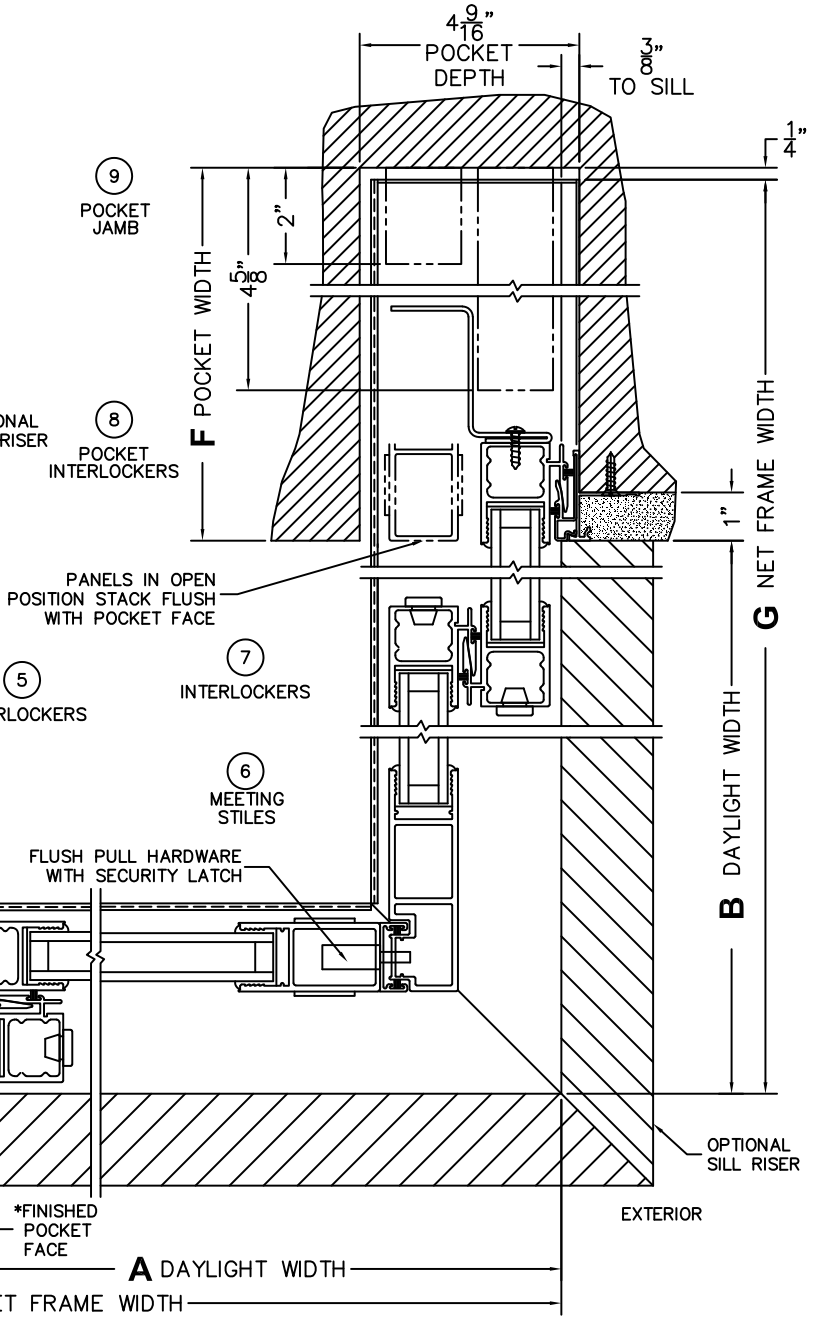 4 9/16"
POCKET
DEPTH
3/8"
TO SILL
1/4"
9
POCKET
JAMB
2"
4 5/8"
F POCKET WIDTH
8
POCKET
INTERLOCKERS
RISER
1"
G NET FRAME WIDTH
PANELS IN OPEN
POSITION STACK FLUSH
WITH POCKET FACE
7
INTERLOCKERS
5
B DAYLIGHT WIDTH
6
MEETING
STILES
FLUSH PULL HARDWARE
WITH SECURITY LATCH
OPTIONAL
SILL RISER
*FINISHED
POCKET
FACE
EXTERIOR
A DAYLIGHT WIDTH
FRAME WIDTH